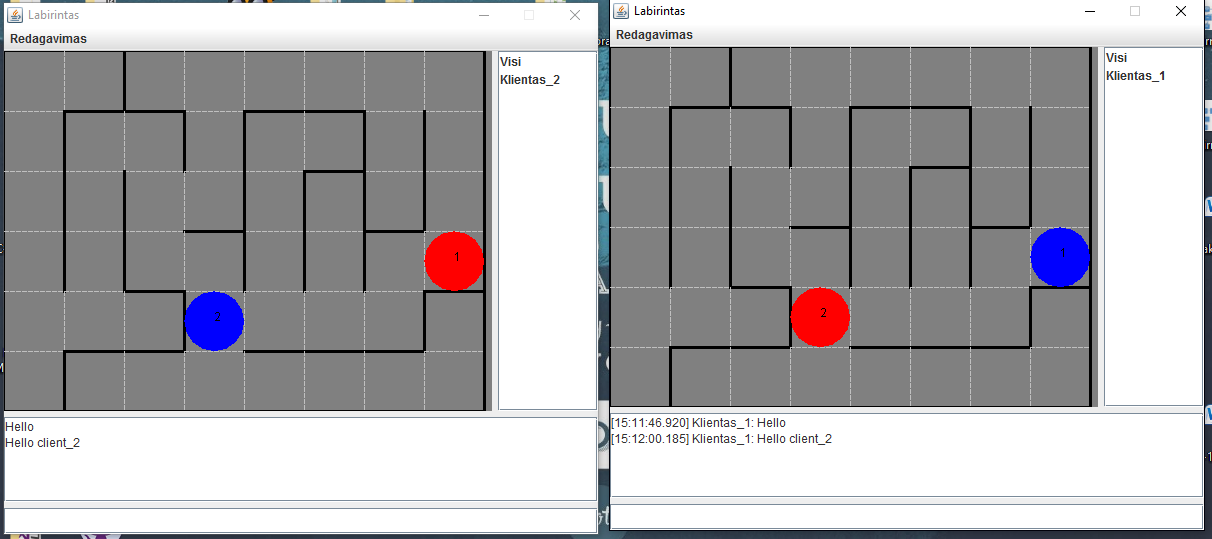 Labirintas
Redagavimas
Visi
Klientas_2
1
2
Hello
Hello client_2
Labirintas
Redagavimas
Visi
Klientas_1
1
2
[15:11:46.920] Klientas_1: Hello
[15:12:00.185] Klientas_1: Hello client_2